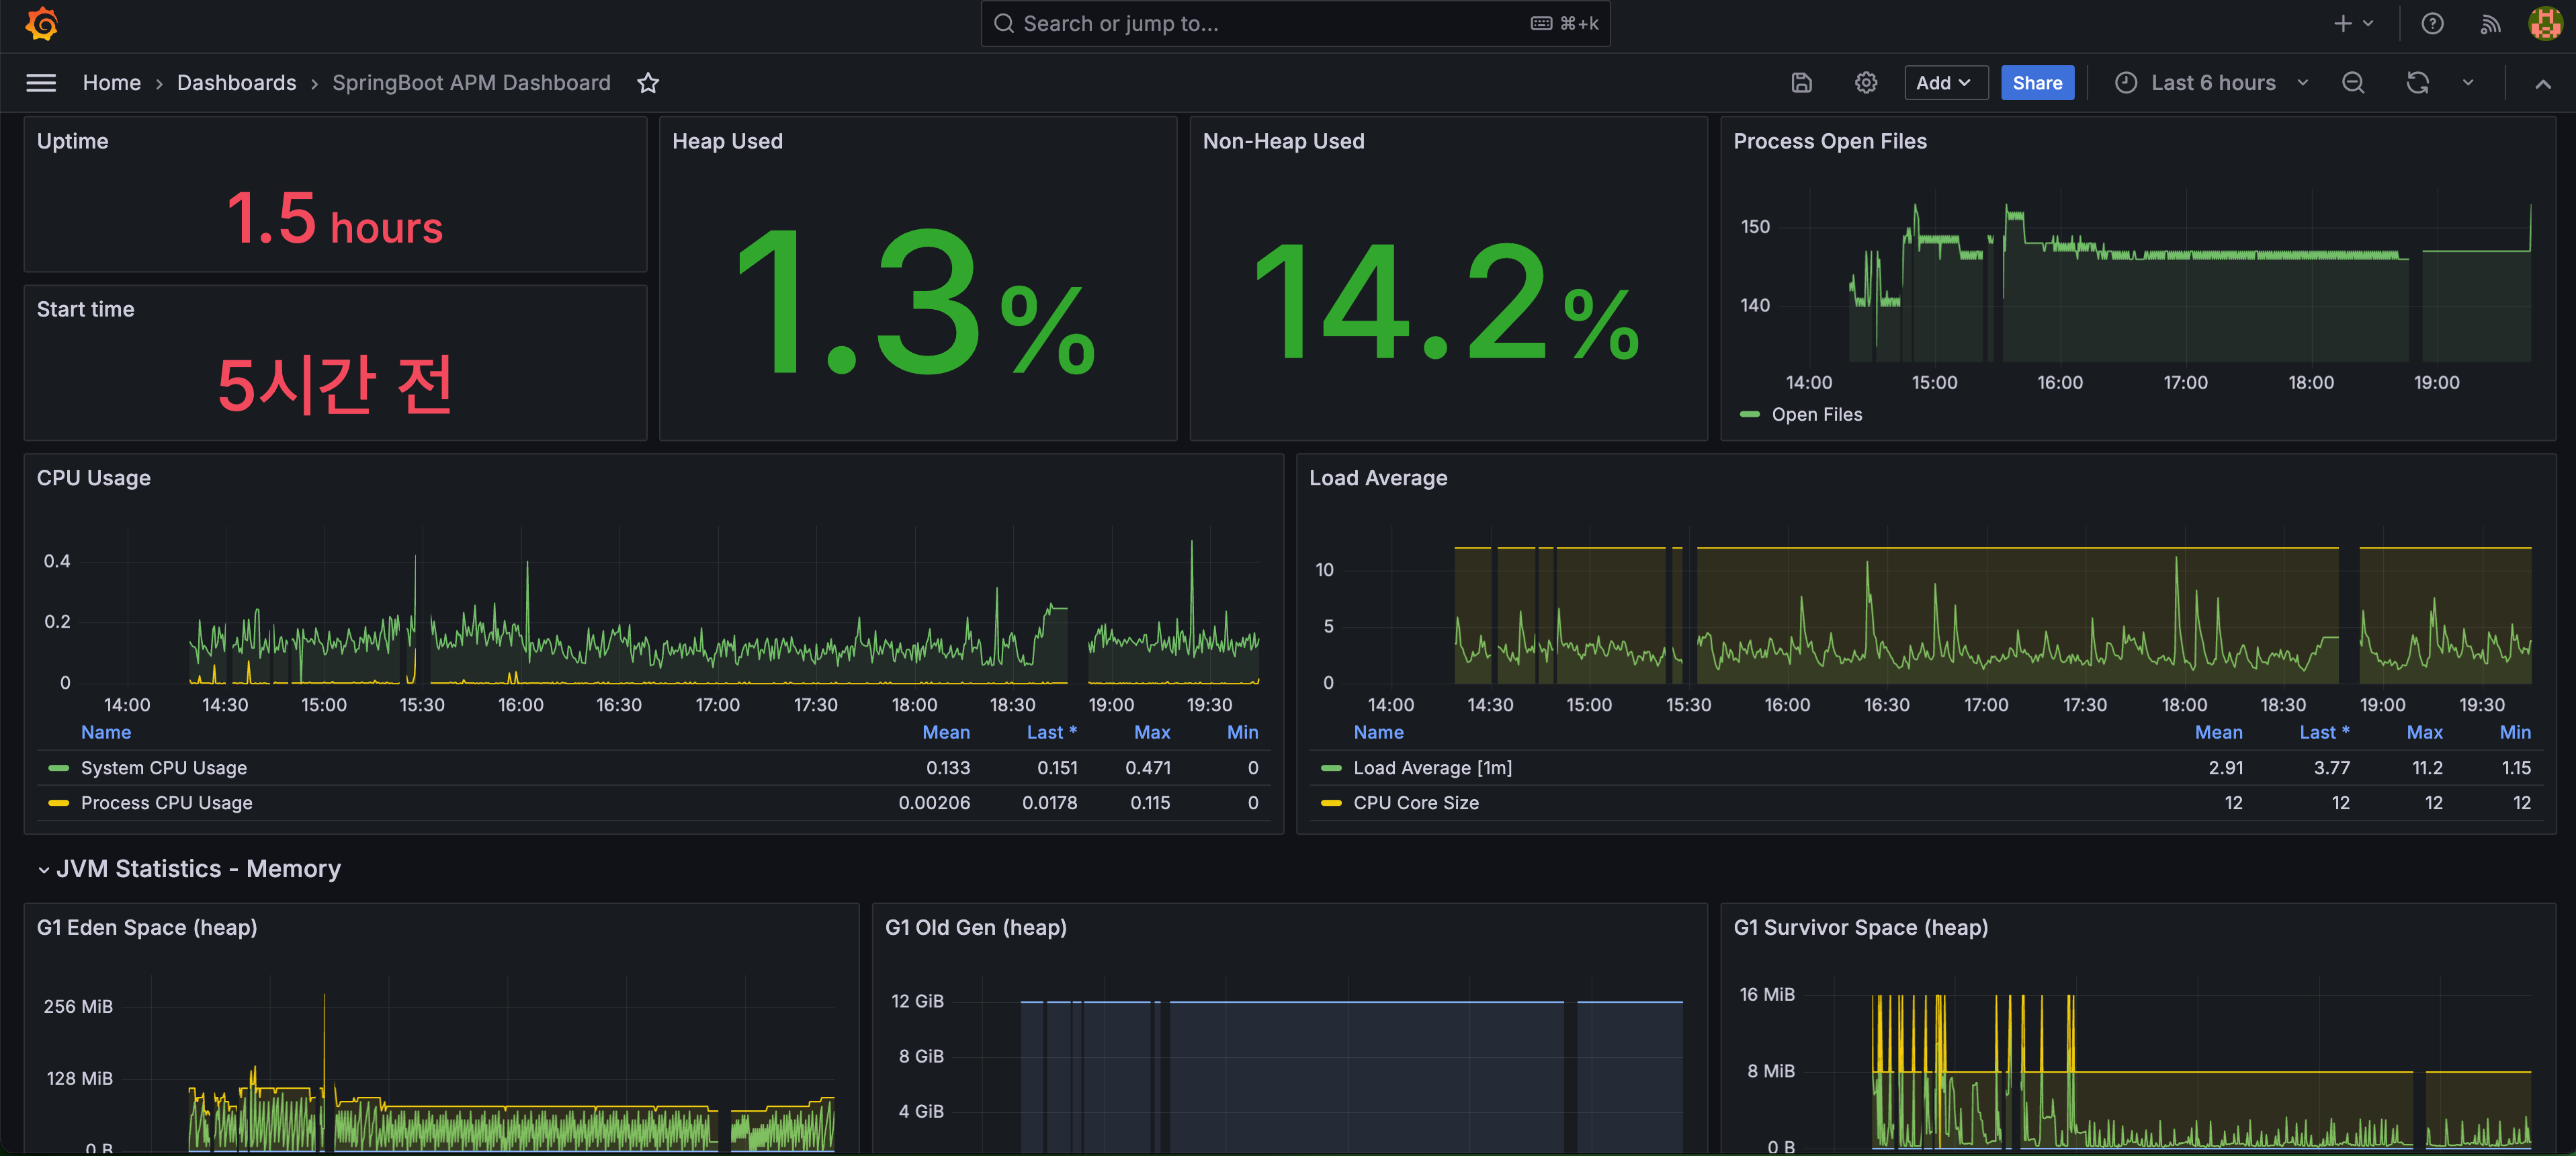 Search or jump to...
⌘+k
Home › Dashboards › SpringBoot APM Dashboard
Add
Share
Last 6 hours
Uptime
1.5 hours
Start time
5시간 전
Heap Used
1.3%
Non-Heap Used
14.2%
Process Open Files
150
140
14:00 15:00 16:00 17:00 18:00 19:00
Open Files
CPU Usage
0.4
0.2
0
14:00 14:30 15:00 15:30 16:00 16:30 17:00 17:30 18:00 18:30 19:00 19:30
Name Mean Last * Max Min
System CPU Usage 0.133 0.151 0.471 0
Process CPU Usage 0.00206 0.0178 0.115 0
Load Average
10
5
0
14:00 14:30 15:00 15:30 16:00 16:30 17:00 17:30 18:00 18:30 19:00 19:30
Name Mean Last * Max Min
Load Average [1m] 2.91 3.77 11.2 1.15
CPU Core Size 12 12 12 12
JVM Statistics - Memory
G1 Eden Space (heap)
256 MiB
128 MiB
0 B
G1 Old Gen (heap)
12 GiB
8 GiB
4 GiB
G1 Survivor Space (heap)
16 MiB
8 MiB
0 B